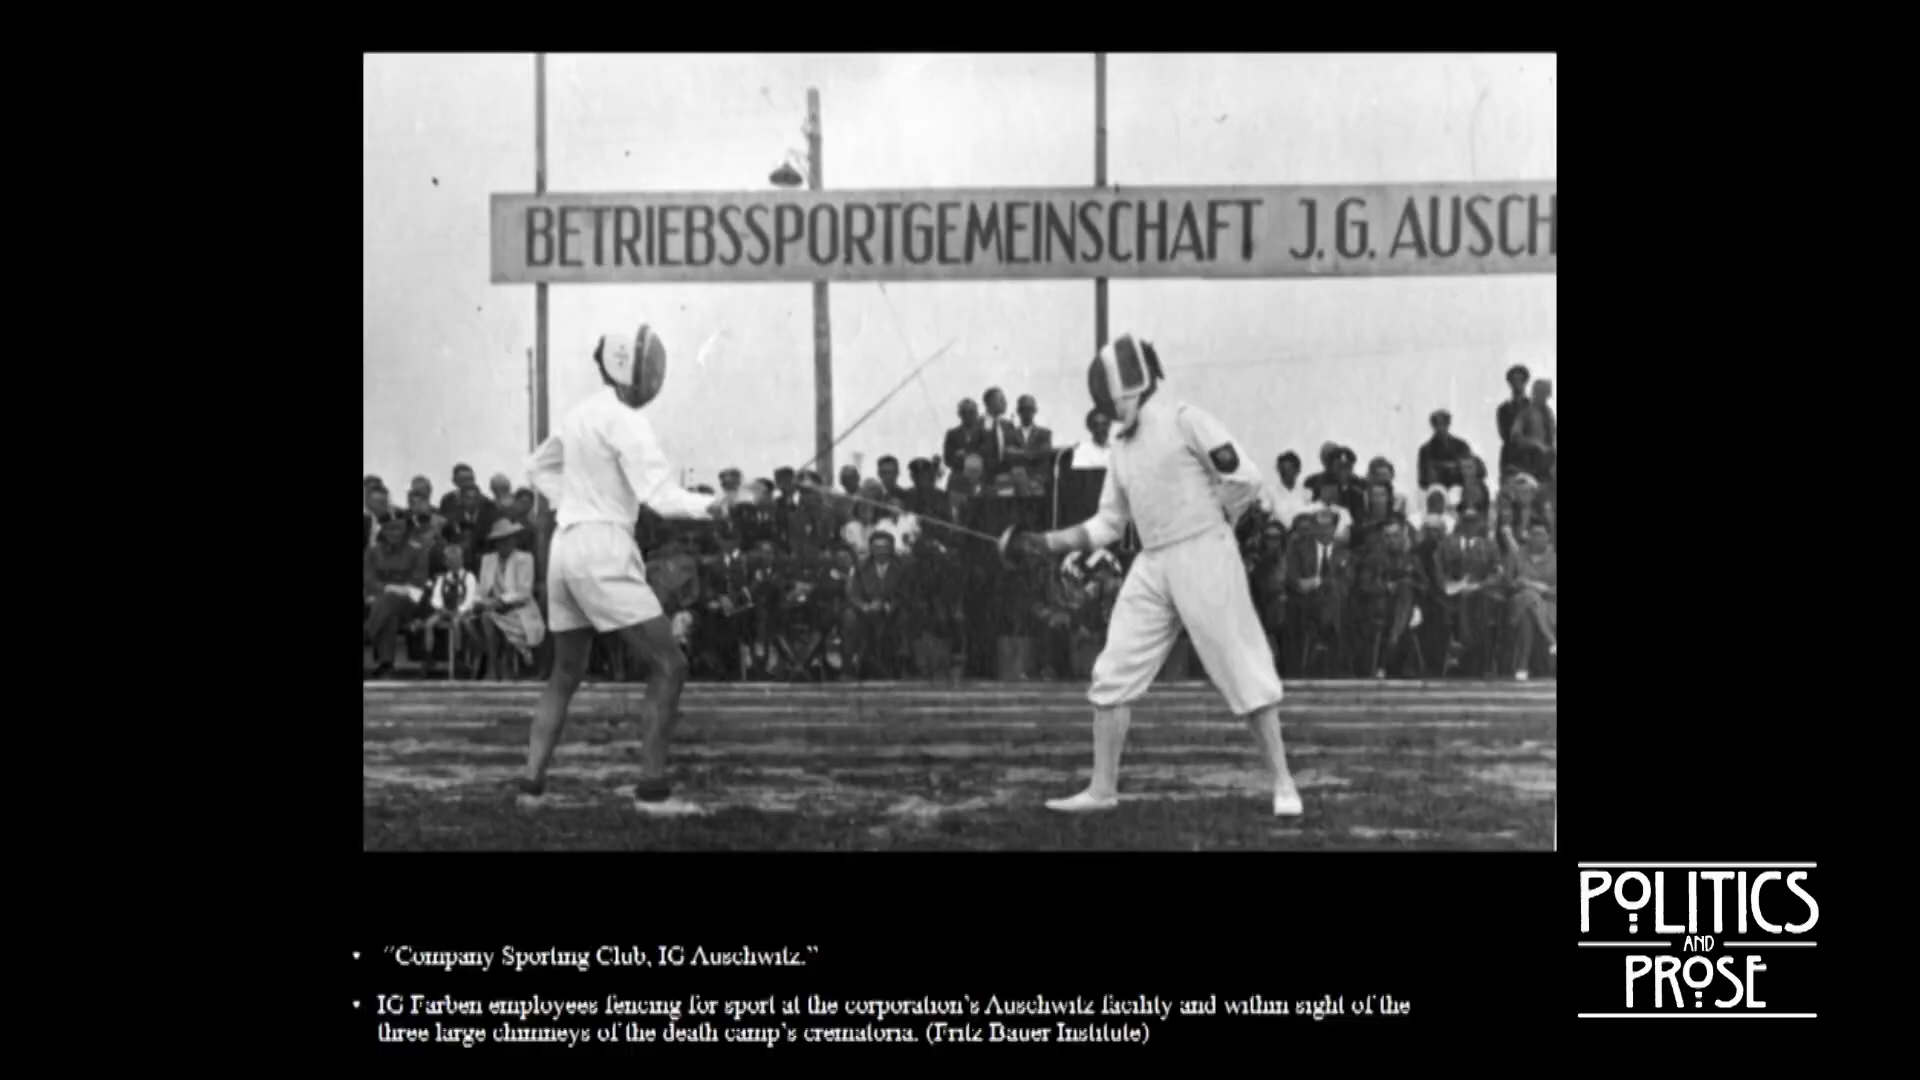 BETRIEBSSPORTGEMEINSCHAFT J.G. AUSCH
• "Company Sporting Club, IG Auschwitz."
• IG Farben employees fencing for sport at the corporation's Auschwitz facility and within sight of the
three large chimneys of the death camp's crematoria. (Fritz Bauer Institute)
POLITICS
AND
PROSE